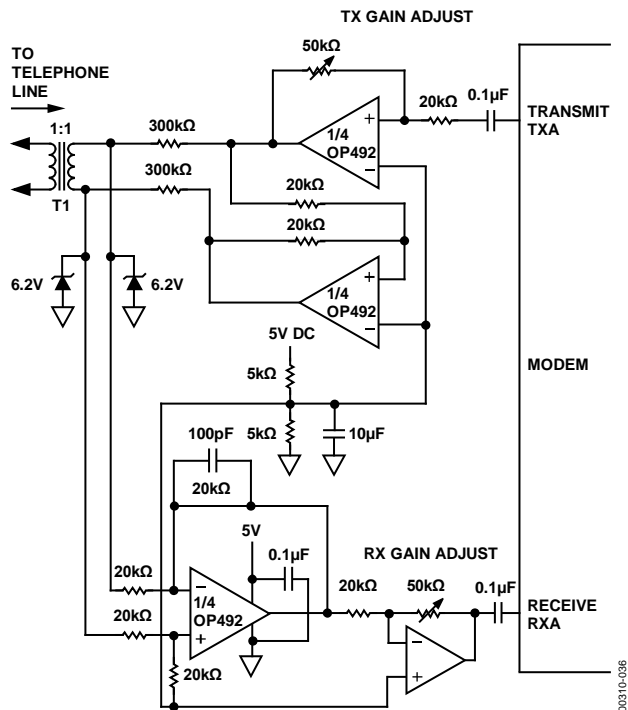 TX GAIN ADJUST
TO
TELEPHONE
LINE
50kΩ
1:1
T1
300kΩ
300kΩ
+
1/4
OP492
−
20kΩ
0.1µF
TRANSMIT
TXA
20kΩ
20kΩ
6.2V
6.2V
+
1/4
OP492
−
MODEM
5V DC
5kΩ
5kΩ
10µF
100pF
20kΩ
5V
0.1µF
20kΩ
20kΩ
−
1/4
OP492
+
20kΩ
RX GAIN ADJUST
20kΩ
50kΩ
0.1µF
−
+
RECEIVE
RXA
00310-036